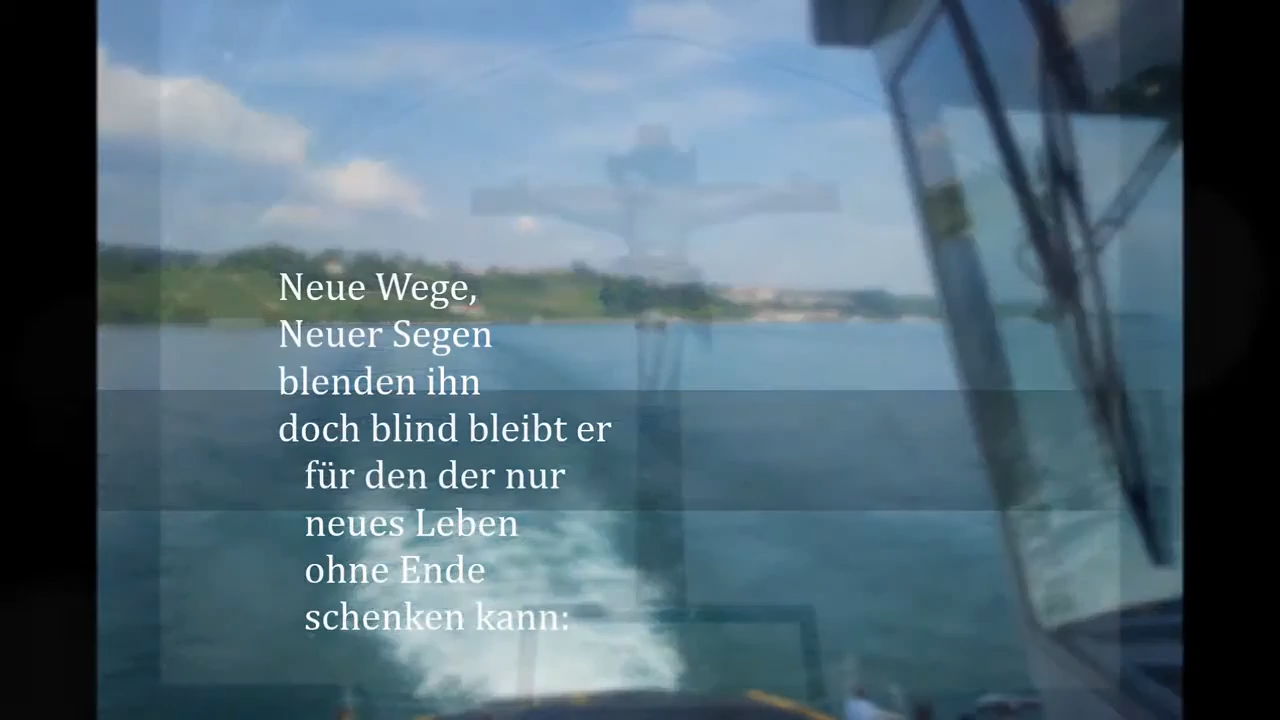 Neue Wege,
Neuer Segen
blenden ihn
doch blind bleibt er
für den der nur
neues Leben
ohne Ende
schenken kann: